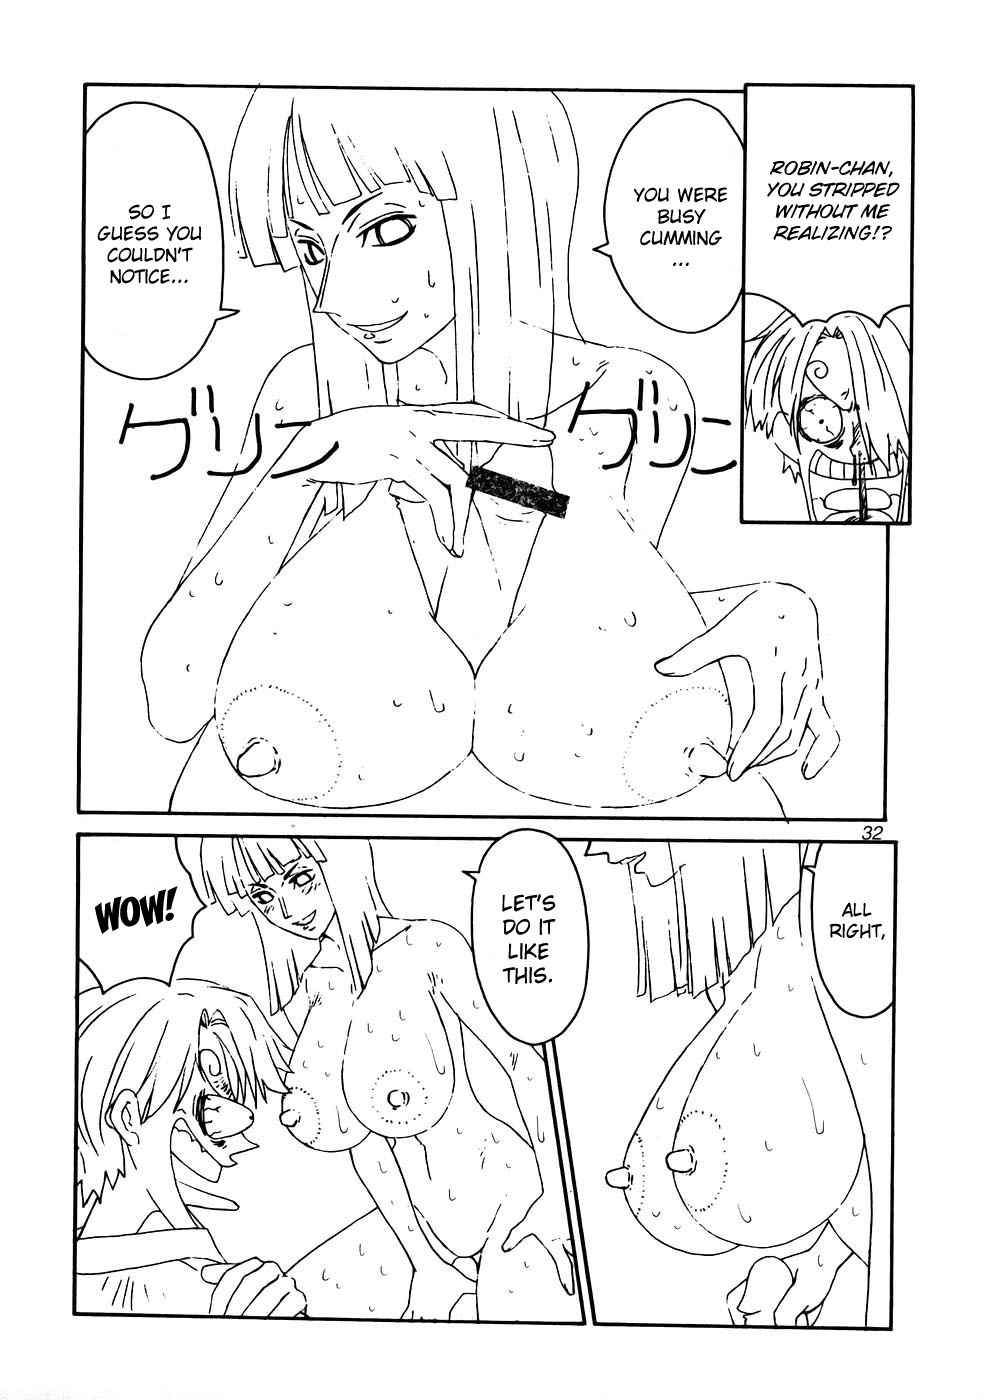 ROBIN-CHAN,
YOU STRIPPED
WITHOUT ME
REALIZING!?
YOU WERE
BUSY
CUMMING
...
SO I
GUESS YOU
COULDN'T
NOTICE...
グリン
グリン
32
ALL
RIGHT,
LET'S
DO IT
LIKE
THIS.
WOW!